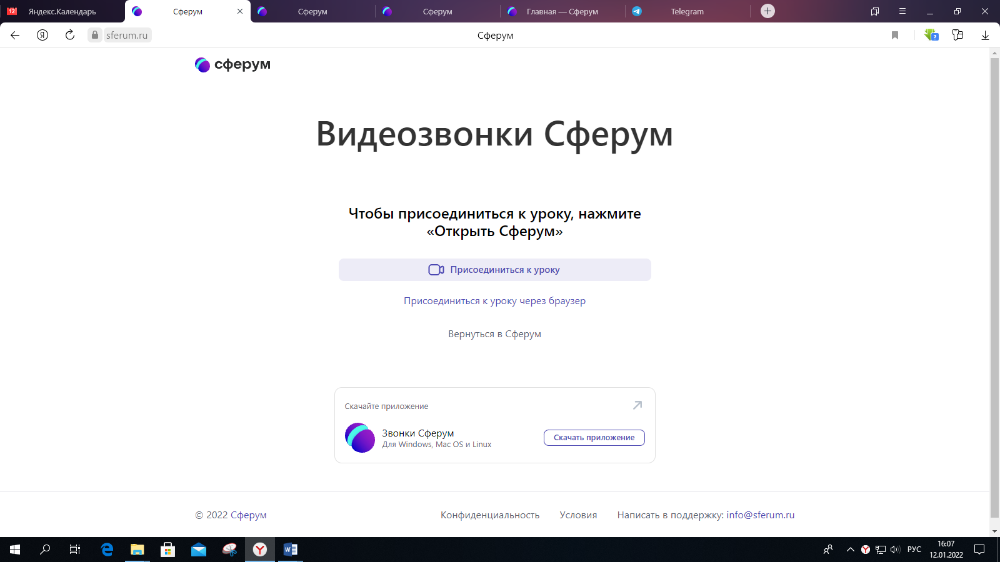 12 Яндекс.Календарь
Сферум
Сферум
Сферум
Главная — Сферум
Telegram
Я
sferum.ru
Сферум
?
сферум
Видеозвонки Сферум
Чтобы присоединиться к уроку, нажмите
«Открыть Сферум»
Присоединиться к уроку
Присоединиться к уроку через браузер
Вернуться в Сферум
Скачайте приложение
Звонки Сферум
Для Windows, Mac OS и Linux
Скачать приложение
© 2022 Сферум
Конфиденциальность
Условия
Написать в поддержку: info@sferum.ru
РУС
16:07
12.01.2022